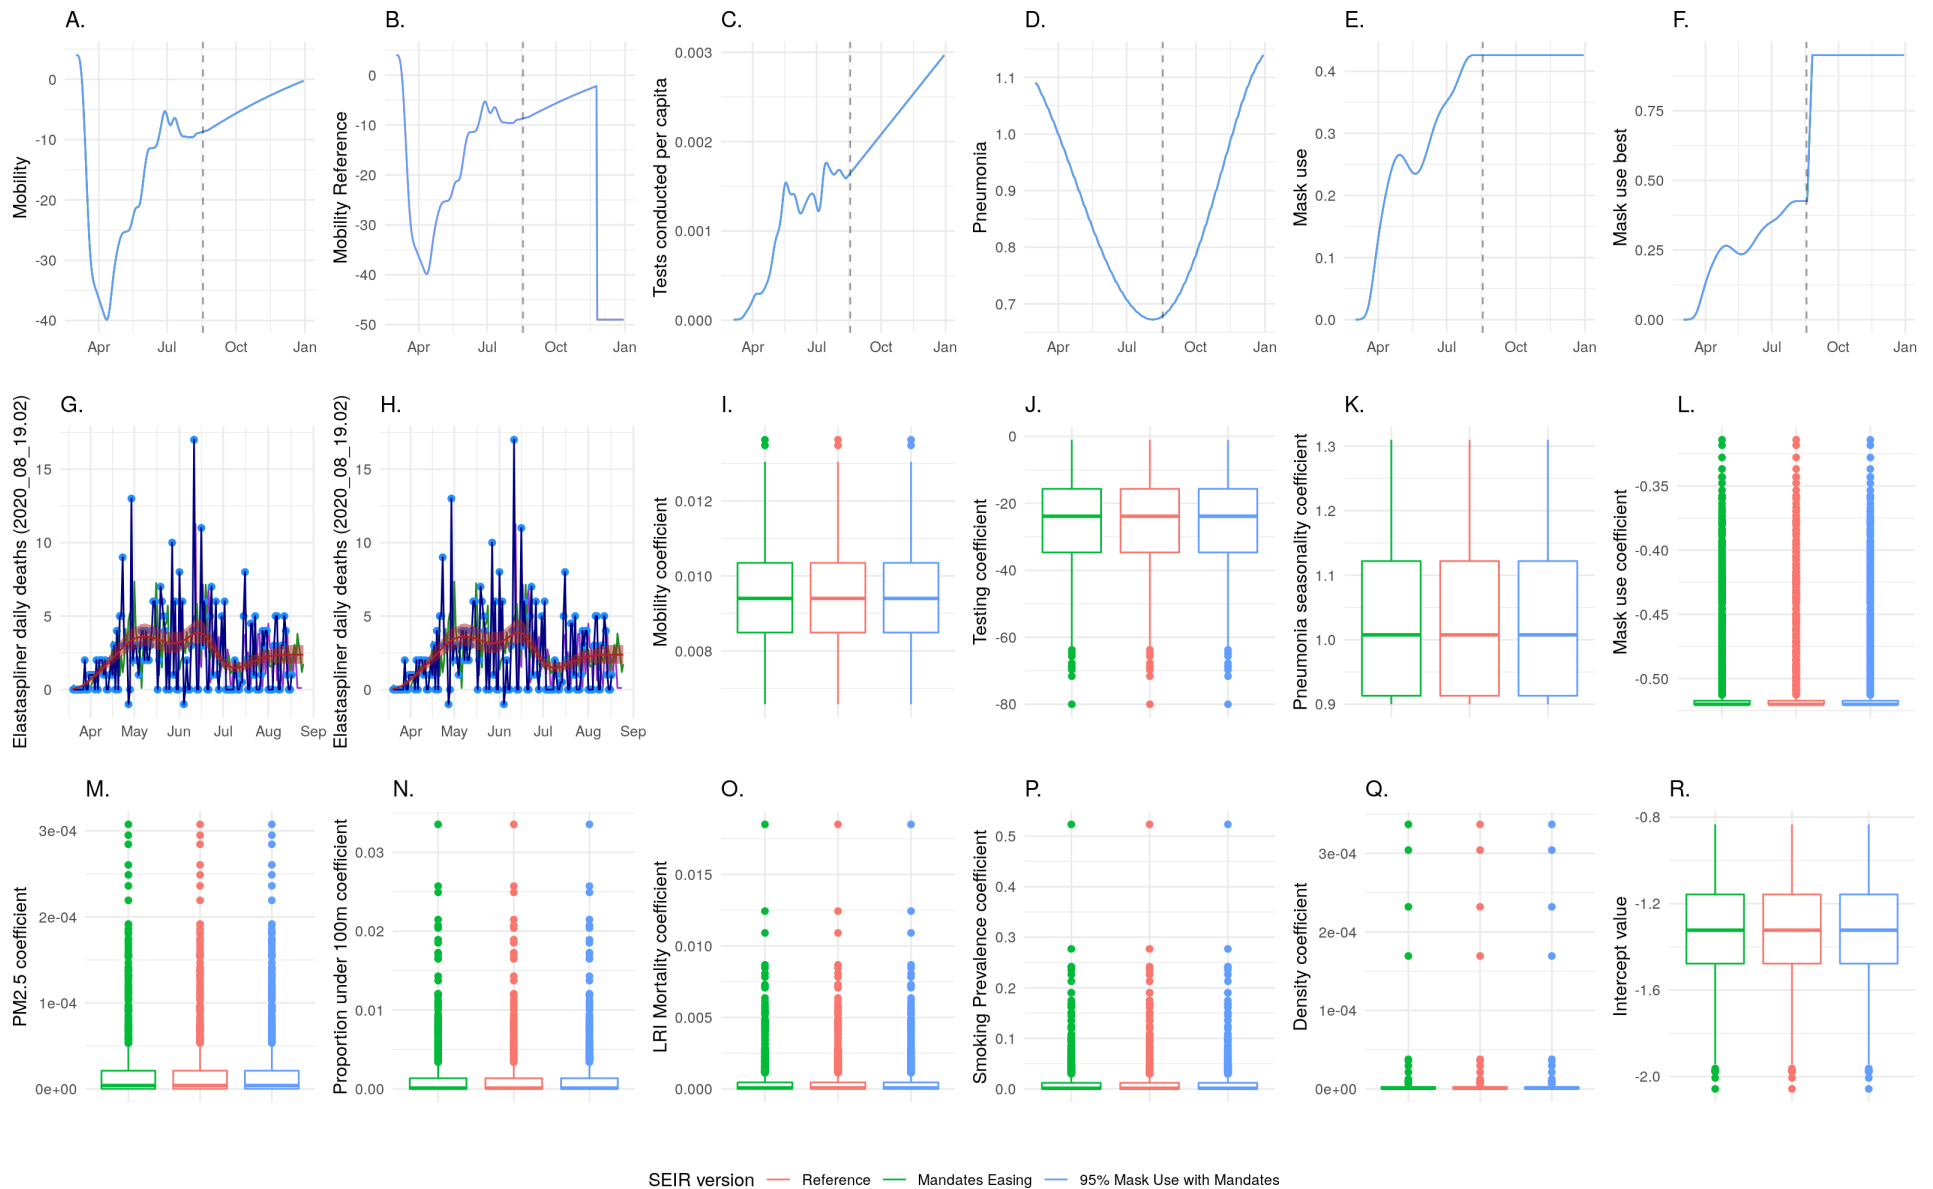 A.
Mobility
0
-10
-20
-30
-40
Apr Jul Oct Jan
B.
Mobility Reference
0
-10
-20
-30
-40
-50
Apr Jul Oct Jan
C.
Tests conducted per capita
0.003
0.002
0.001
0.000
Apr Jul Oct Jan
D.
Pneumonia
1.1
1.0
0.9
0.8
0.7
Apr Jul Oct Jan
E.
Mask use
0.4
0.3
0.2
0.1
0.0
Apr Jul Oct Jan
F.
Mask use best
0.75
0.50
0.25
0.00
Apr Jul Oct Jan
G.
Elastispliner daily deaths (2020_08_19.02)
15
10
5
0
Apr May Jun Jul Aug Sep
H.
Elastispliner daily deaths (2020_08_19.02)
15
10
5
0
Apr May Jun Jul Aug Sep
I.
Mobility coefficient
0.012
0.010
0.008
J.
Testing coefficient
0
-20
-40
-60
-80
K.
Pneumonia seasonality coefficient
1.3
1.2
1.1
1.0
0.9
L.
Mask use coefficient
-0.35
-0.40
-0.45
-0.50
M.
PM2.5 coefficient
3e-04
2e-04
1e-04
0e+00
N.
Proportion under 100m coefficient
0.03
0.02
0.01
0.00
O.
LRI Mortality coefficient
0.015
0.010
0.005
0.000
P.
Smoking Prevalence coefficient
0.5
0.4
0.3
0.2
0.1
0.0
Q.
Density coefficient
3e-04
2e-04
1e-04
0e+00
R.
Intercept value
-0.8
-1.2
-1.6
-2.0
SEIR version Reference Mandates Easing 95% Mask Use with Mandates